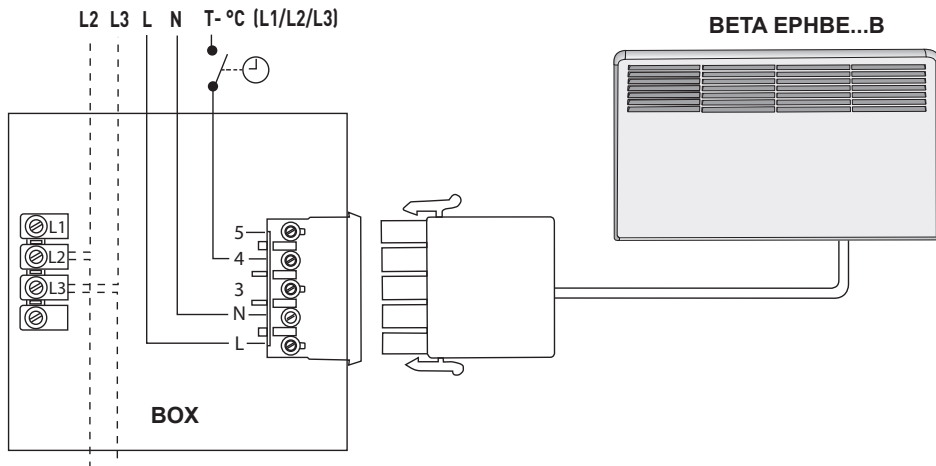 L2 L3 L N T- °C (L1/L2/L3)
BETA EPHBE...B
L1
L2
L3
5
4
3
N
L
BOX